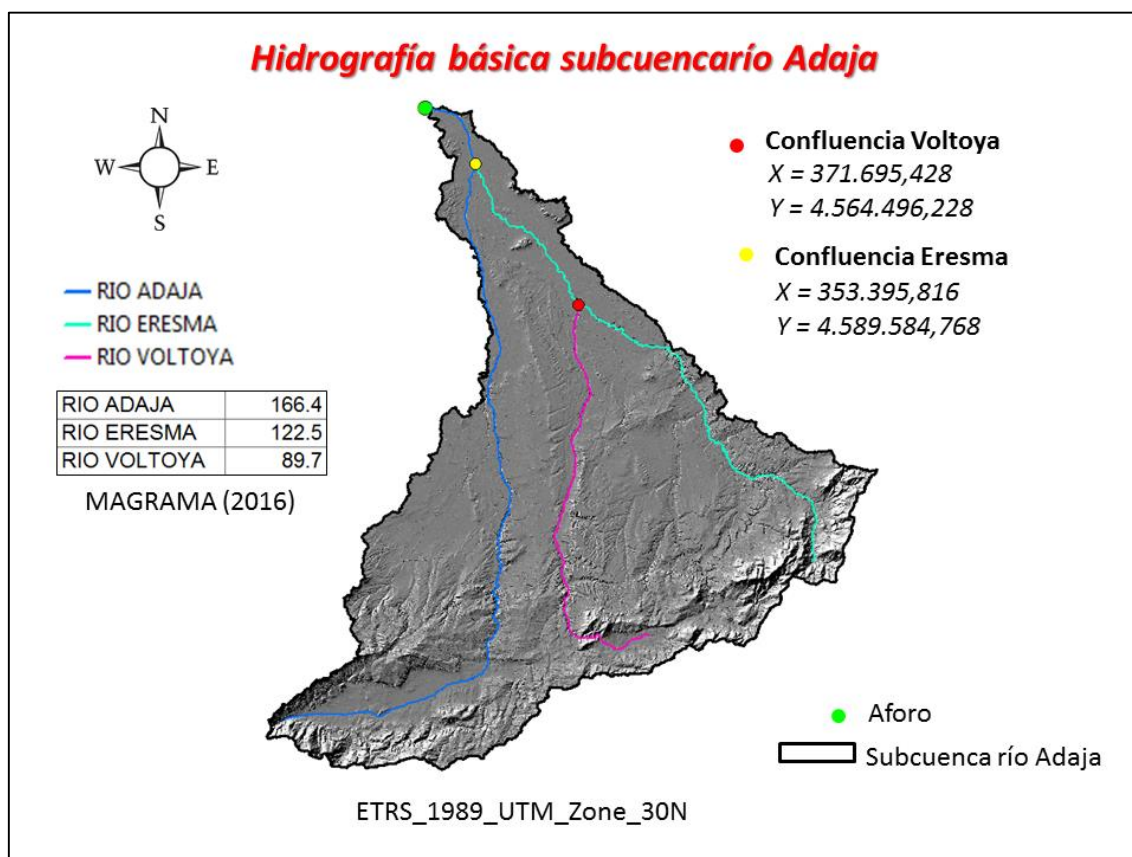 Hidrografía básica subcuencarío Adaja
N
W E
S
Confluencia Voltoya
X = 371.695,428
Y = 4.564.496,228
Confluencia Eresma
X = 353.395,816
Y = 4.589.584,768
RIO ADAJA
RIO ERESMA
RIO VOLTOYA
RIO ADAJA 166.4
RIO ERESMA 122.5
RIO VOLTOYA 89.7
MAGRAMA (2016)
Aforo
Subcuenca río Adaja
ETRS_1989_UTM_Zone_30N